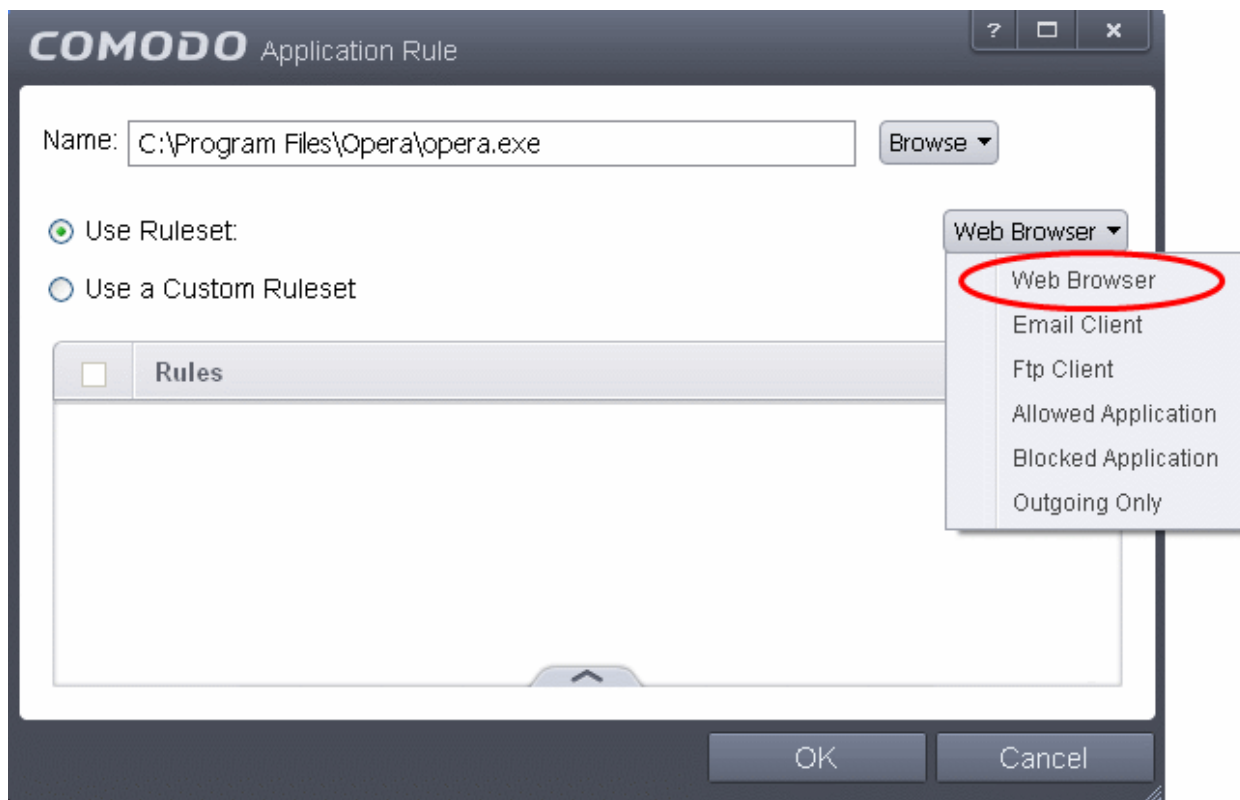 COMODO Application Rule ? x
Name: C:\Program Files\Opera\opera.exe Browse
Use Ruleset: Web Browser
Web Browser
Use a Custom Ruleset
Email Client
Rules
Ftp Client
Allowed Application
Blocked Application
Outgoing Only
OK Cancel